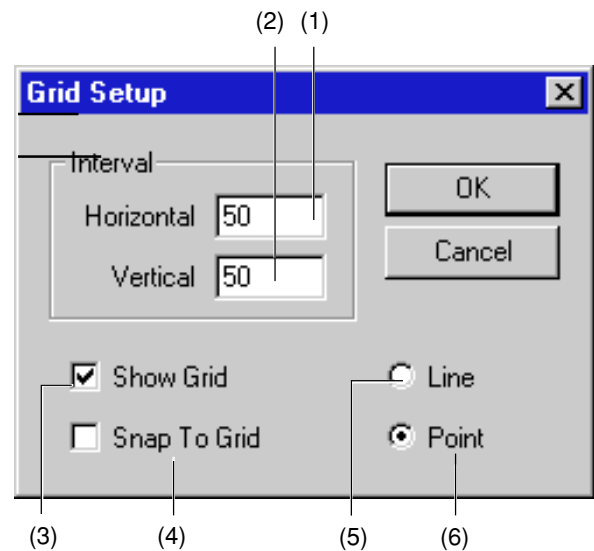 (2) (1)
Grid Setup
Interval
Horizontal 50
OK
Vertical 50
Cancel
Show Grid
Line
Snap To Grid
Point
(3) (4) (5) (6)